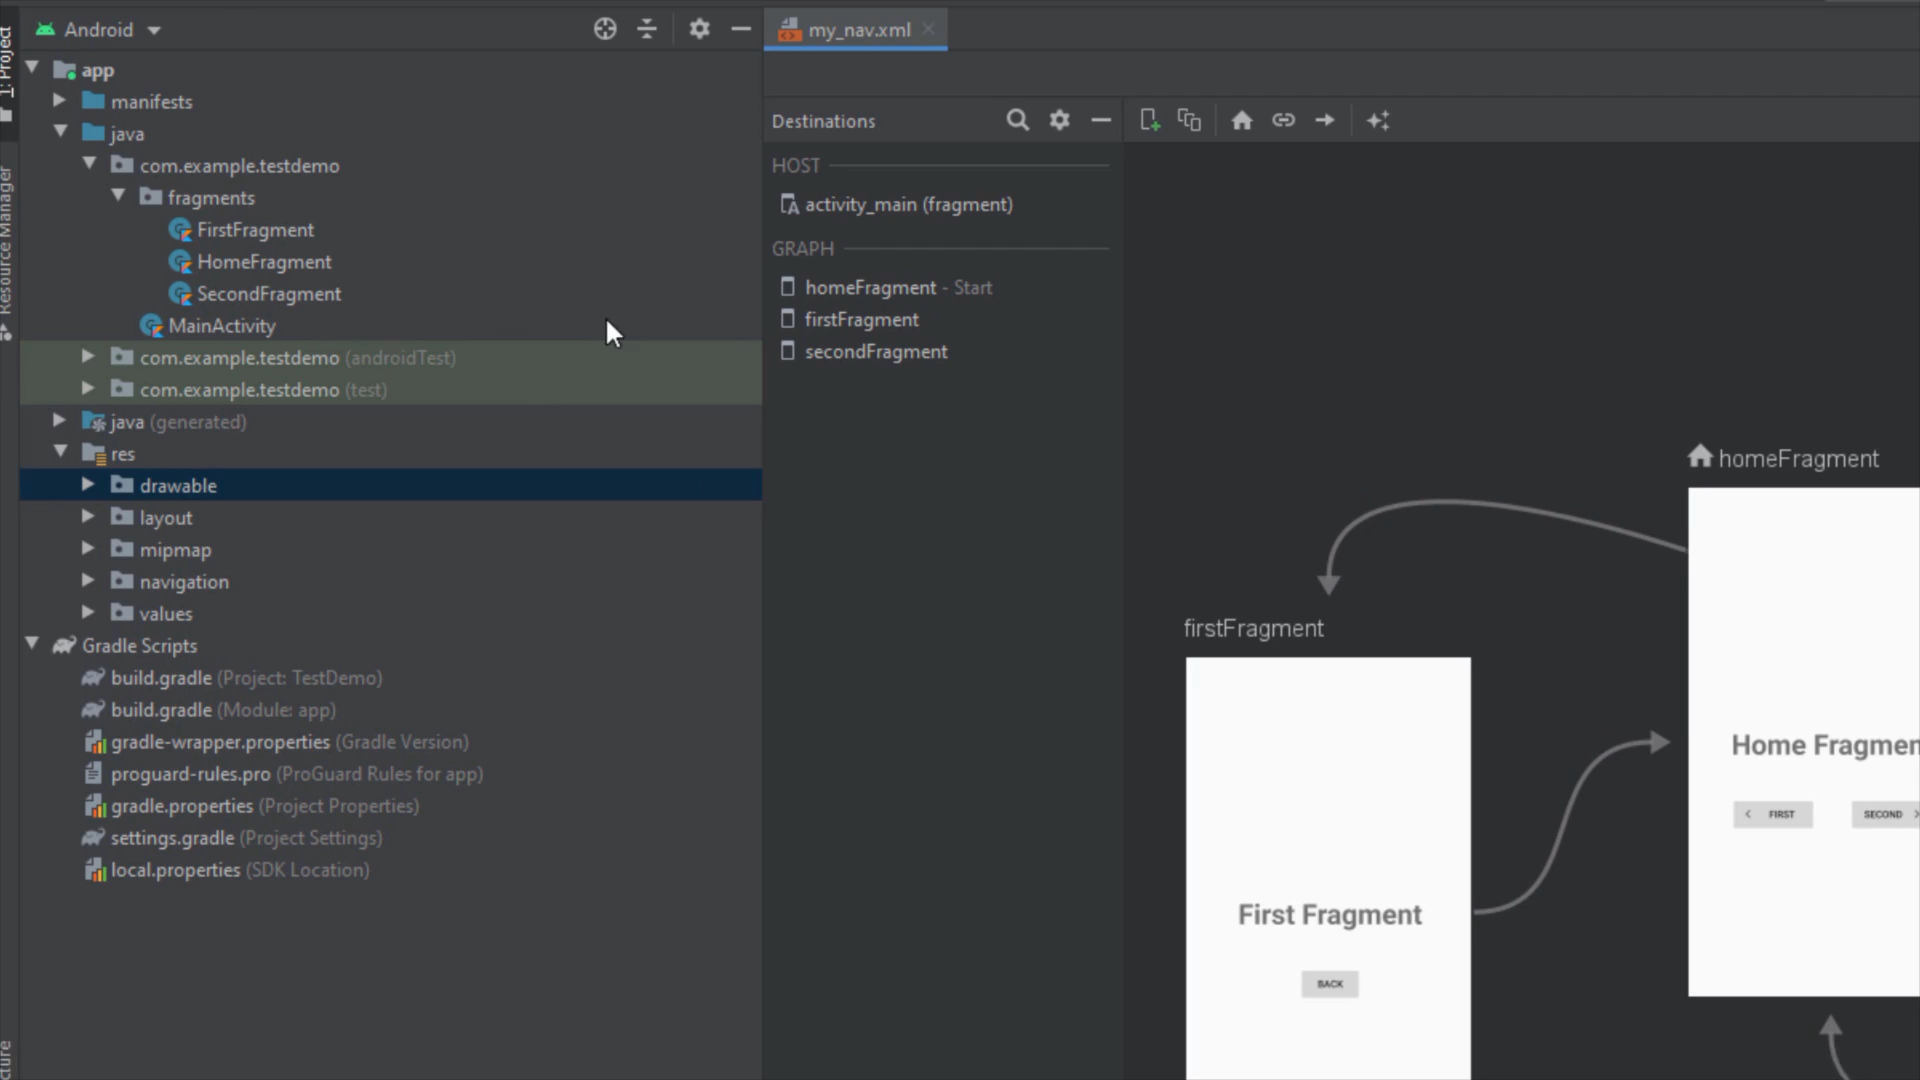 1: Project
Resource Manager
Android
app
manifests
java
com.example.testdemo
fragments
FirstFragment
HomeFragment
SecondFragment
MainActivity
com.example.testdemo (androidTest)
com.example.testdemo (test)
java (generated)
res
drawable
layout
mipmap
navigation
values
Gradle Scripts
build.gradle (Project: TestDemo)
build.gradle (Module: app)
gradle-wrapper.properties (Gradle Version)
proguard-rules.pro (ProGuard Rules for app)
gradle.properties (Project Properties)
settings.gradle (Project Settings)
local.properties (SDK Location)
my_nav.xml
Destinations
HOST
activity_main (fragment)
GRAPH
homeFragment - Start
firstFragment
secondFragment
homeFragment
Home Fragmen
< FIRST
SECOND >
firstFragment
First Fragment
BACK